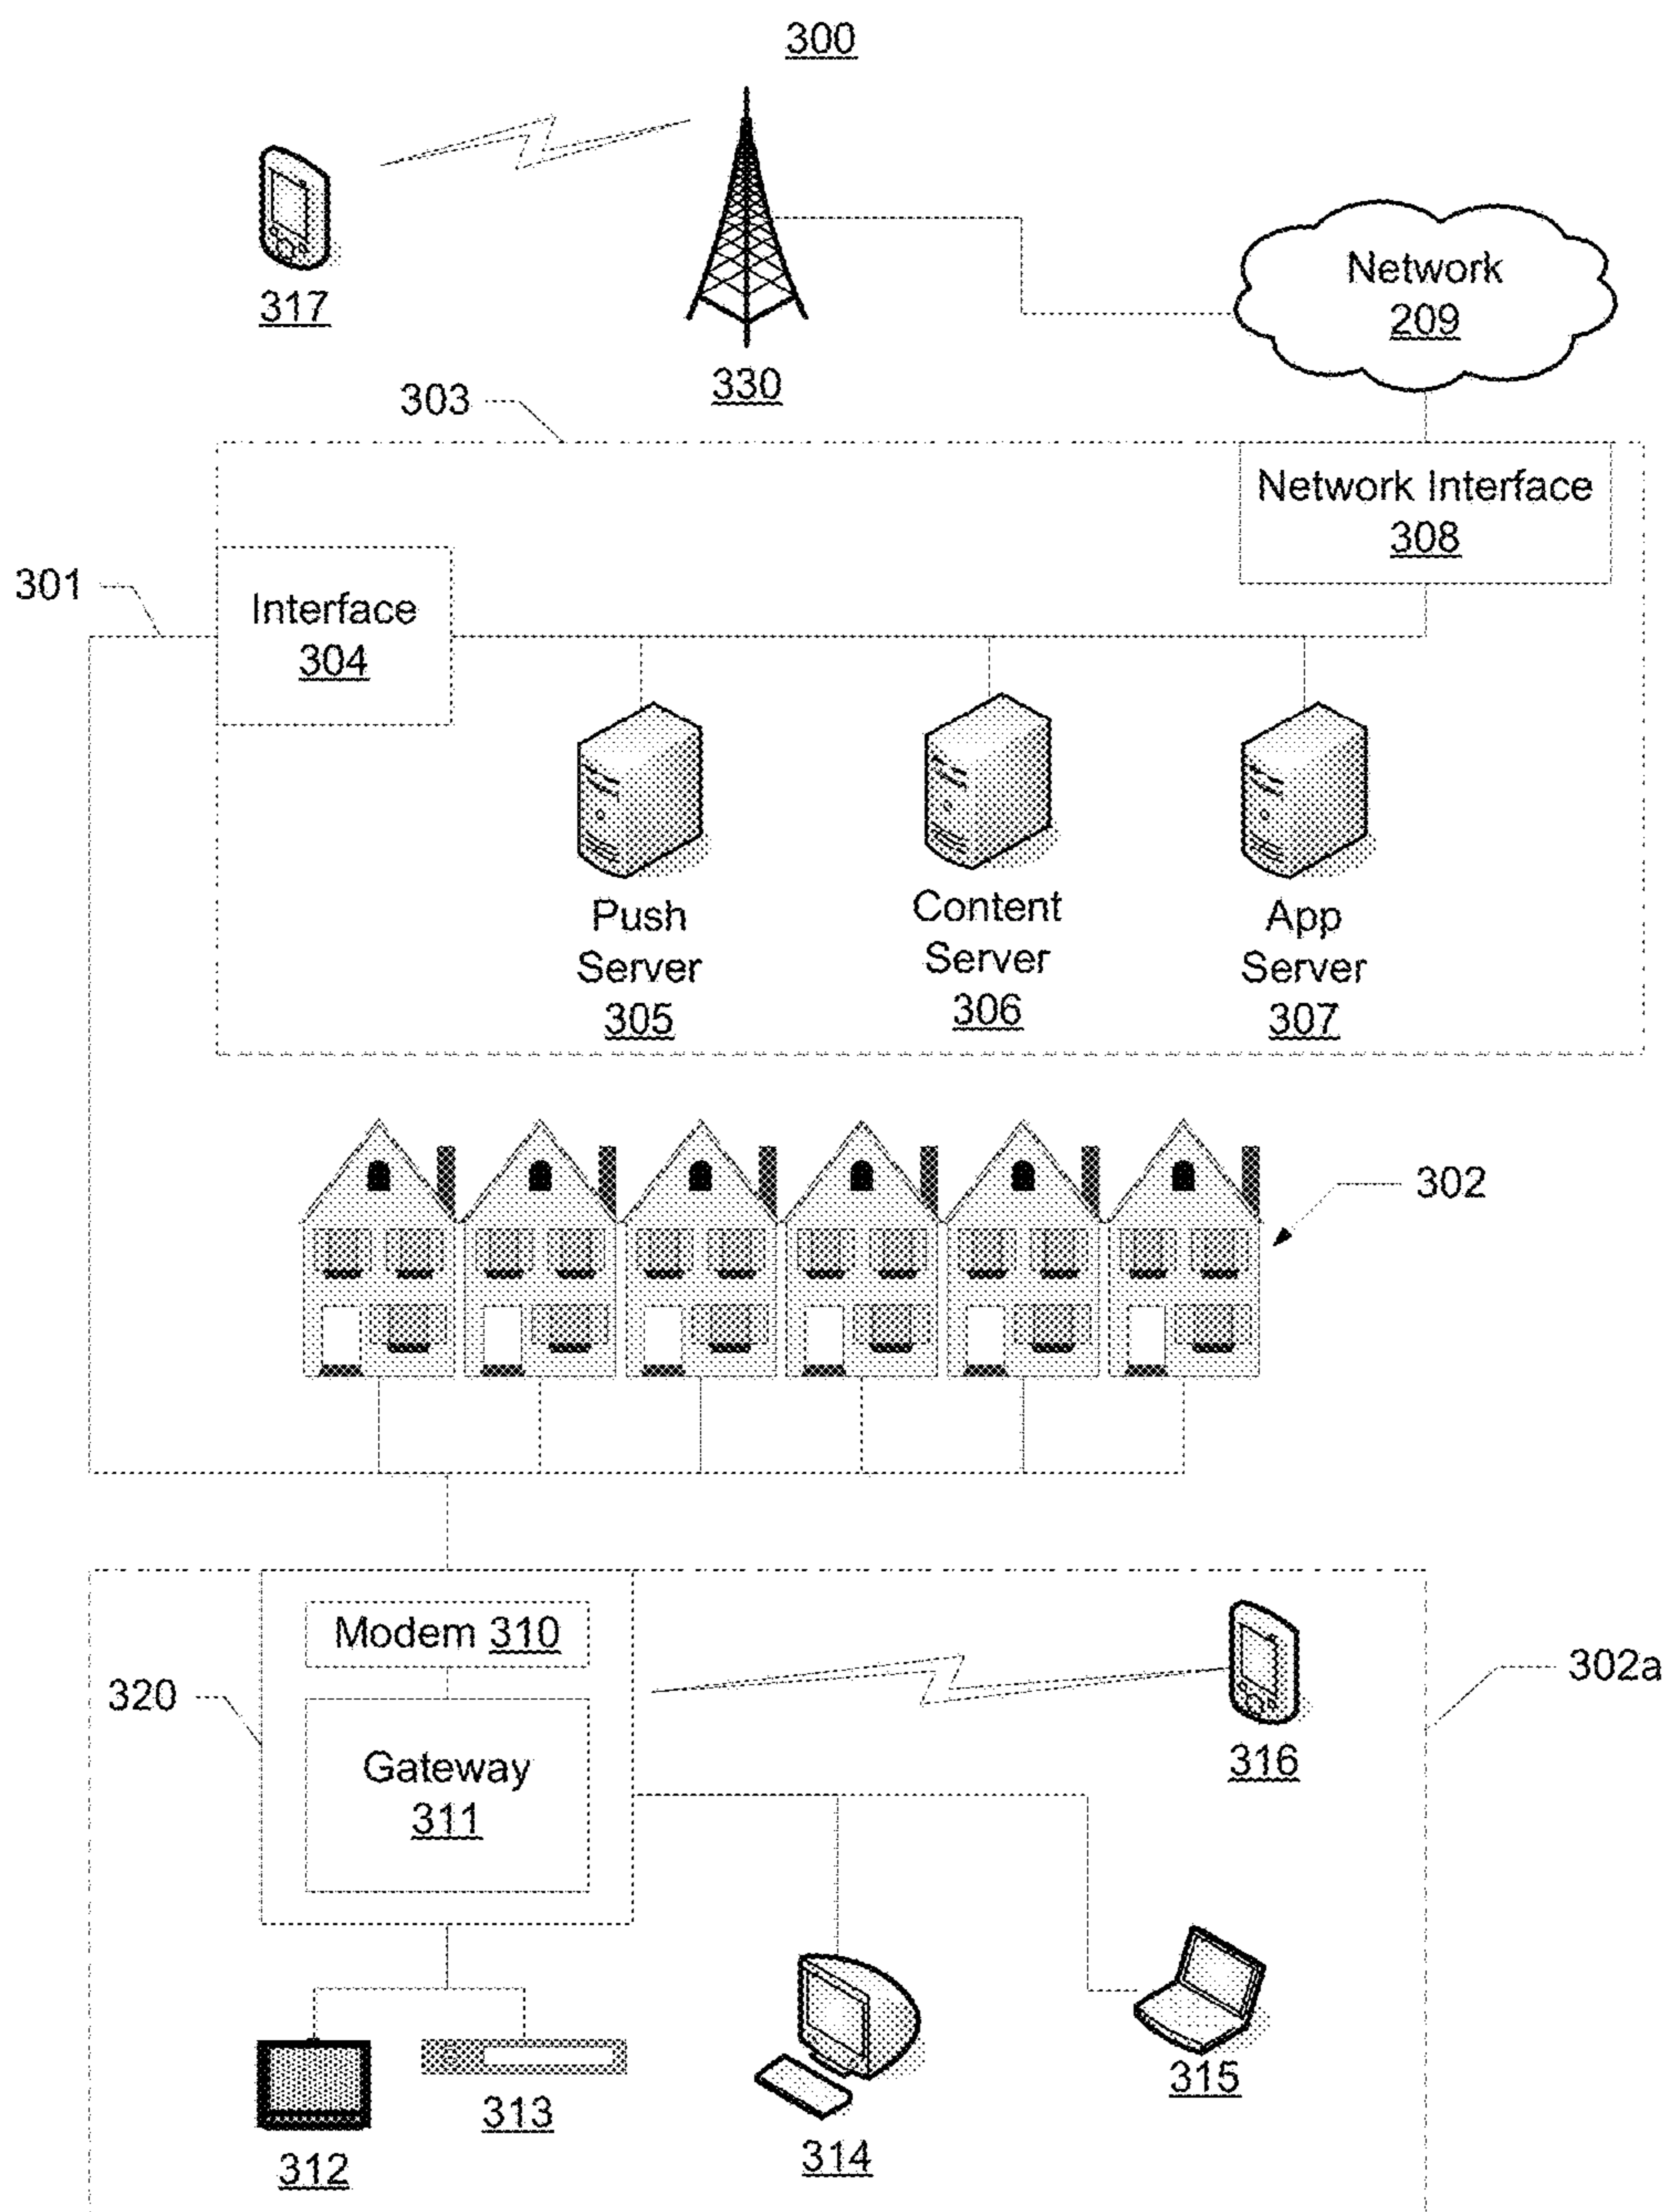 300
317
330
Network
209
303
Network Interface
308
301
Interface
304
Push
Server
305
Content
Server
306
App
Server
307
302
Modem 310
302a
320
Gateway
311
316
312
313
314
315